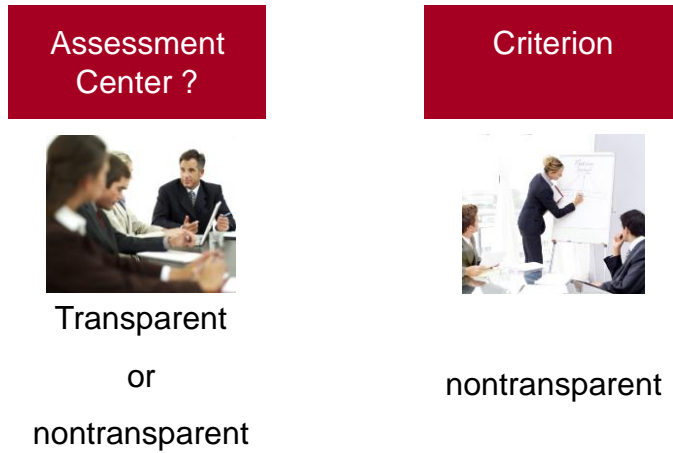 Assessment
Center ?
Criterion
Transparent
or
nontransparent
nontransparent